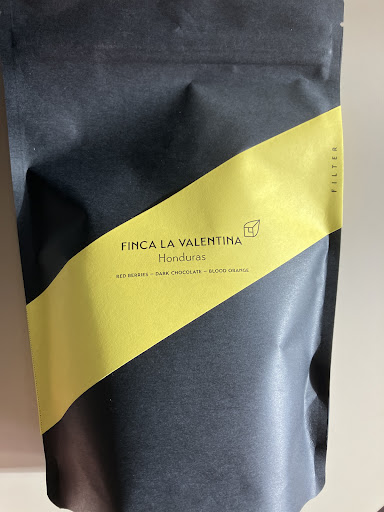 FILTER
FINCA LA VALENTINA
Honduras
RED BERRIES – DARK CHOCOLATE – BLOOD ORANGE